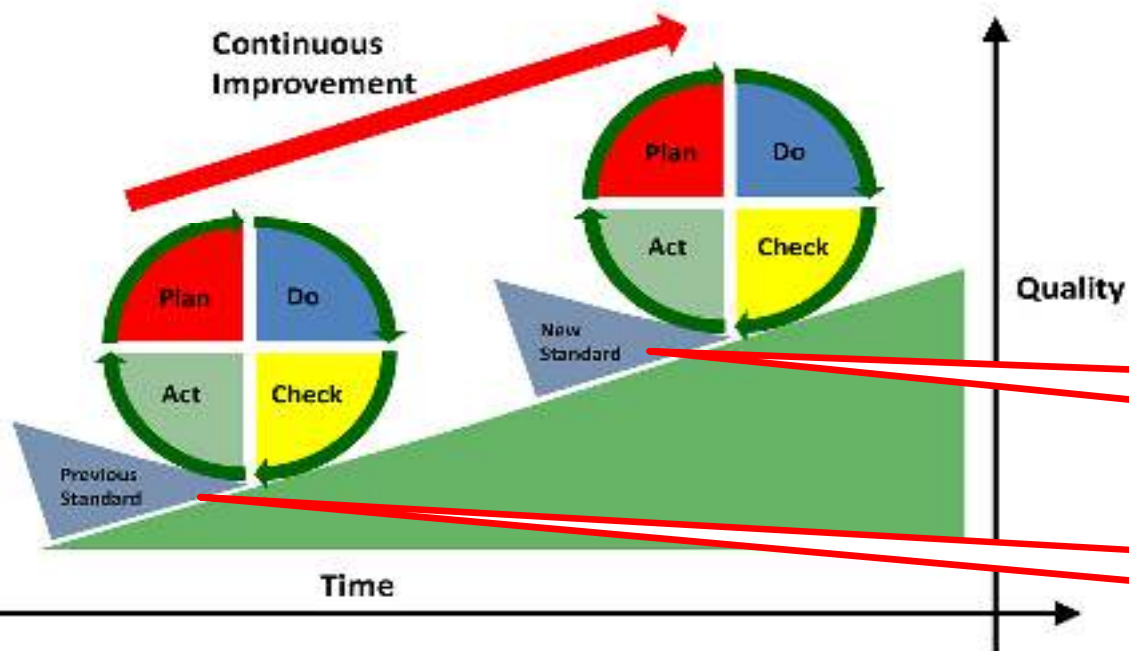 Continuous
Improvement
Plan
Do
Act
Check
Quality
New
Standard
Plan
Do
Act
Check
Previous
Standard
Time